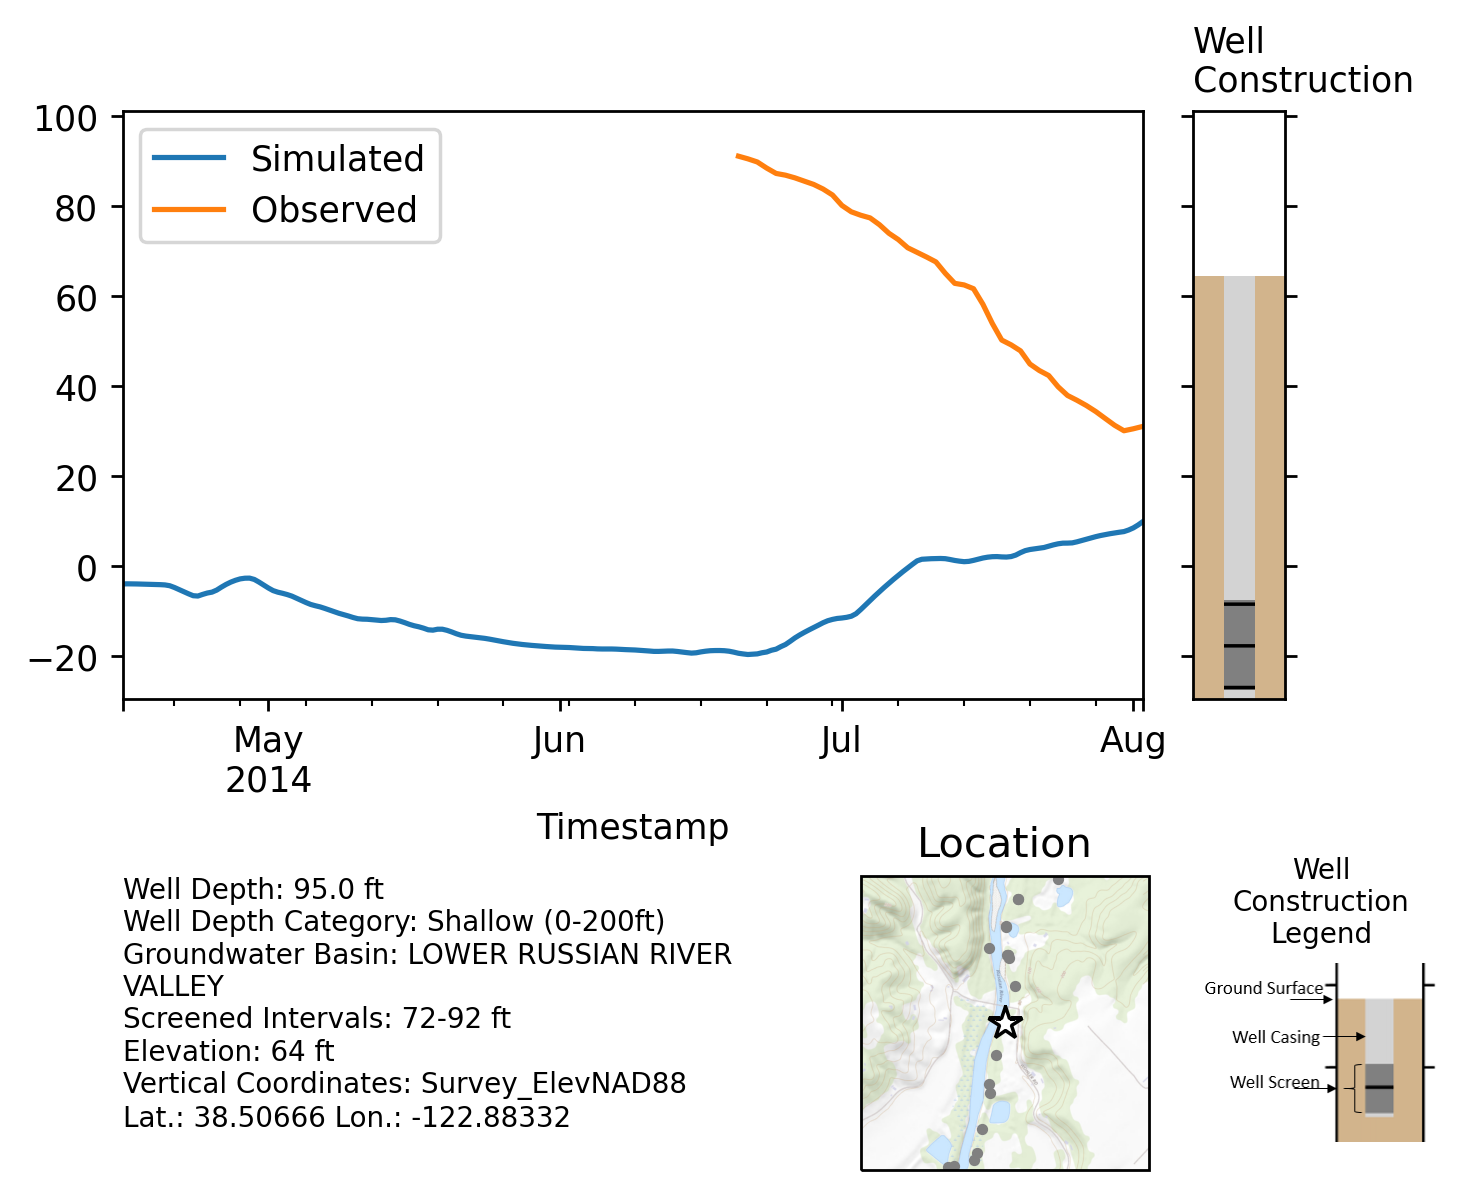 Well
Construction
100
80
60
40
20
0
−20
Simulated
Observed
May
2014
Jun
Jul
Aug
Timestamp
Well Depth: 95.0 ft
Well Depth Category: Shallow (0-200ft)
Groundwater Basin: LOWER RUSSIAN RIVER
VALLEY
Screened Intervals: 72-92 ft
Elevation: 64 ft
Vertical Coordinates: Survey_ElevNAD88
Lat.: 38.50666 Lon.: -122.88332
Location
Well
Construction
Legend
Ground Surface
Well Casing
Well Screen